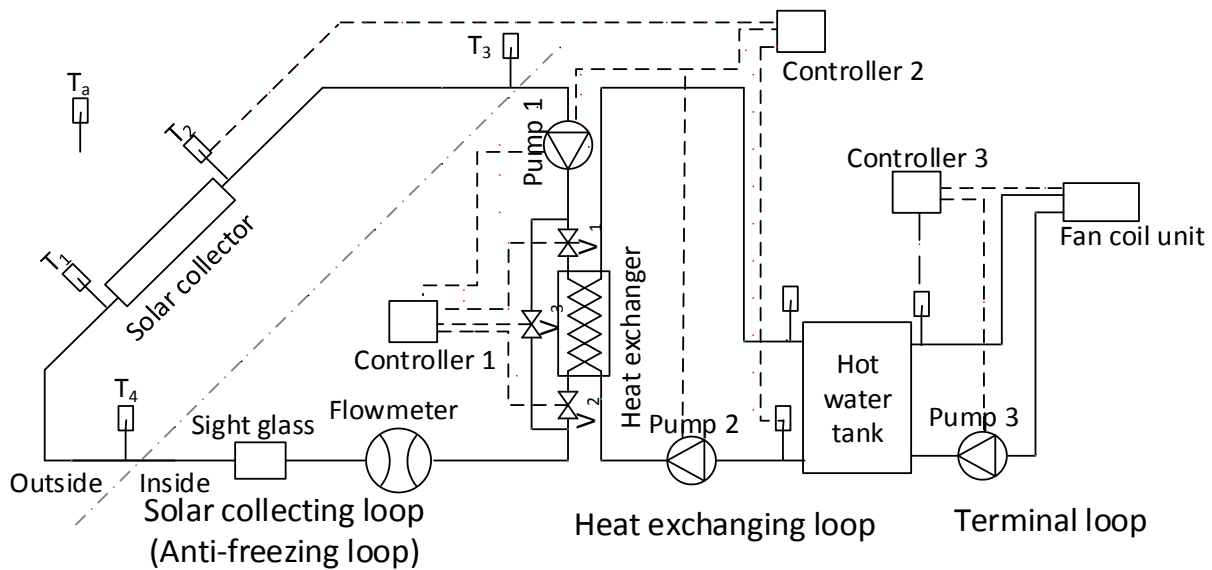 T3
Controller 2
Ta
T2
Pump 1
Controller 3
Fan coil unit
T1
Solar collector
V1
V3
Heat exchanger
Controller 1
V2
T4
Sight glass
Flowmeter
Pump 2
Hot
water
tank
Pump 3
Outside
Inside
Solar collecting loop
(Anti-freezing loop)
Heat exchanging loop
Terminal loop